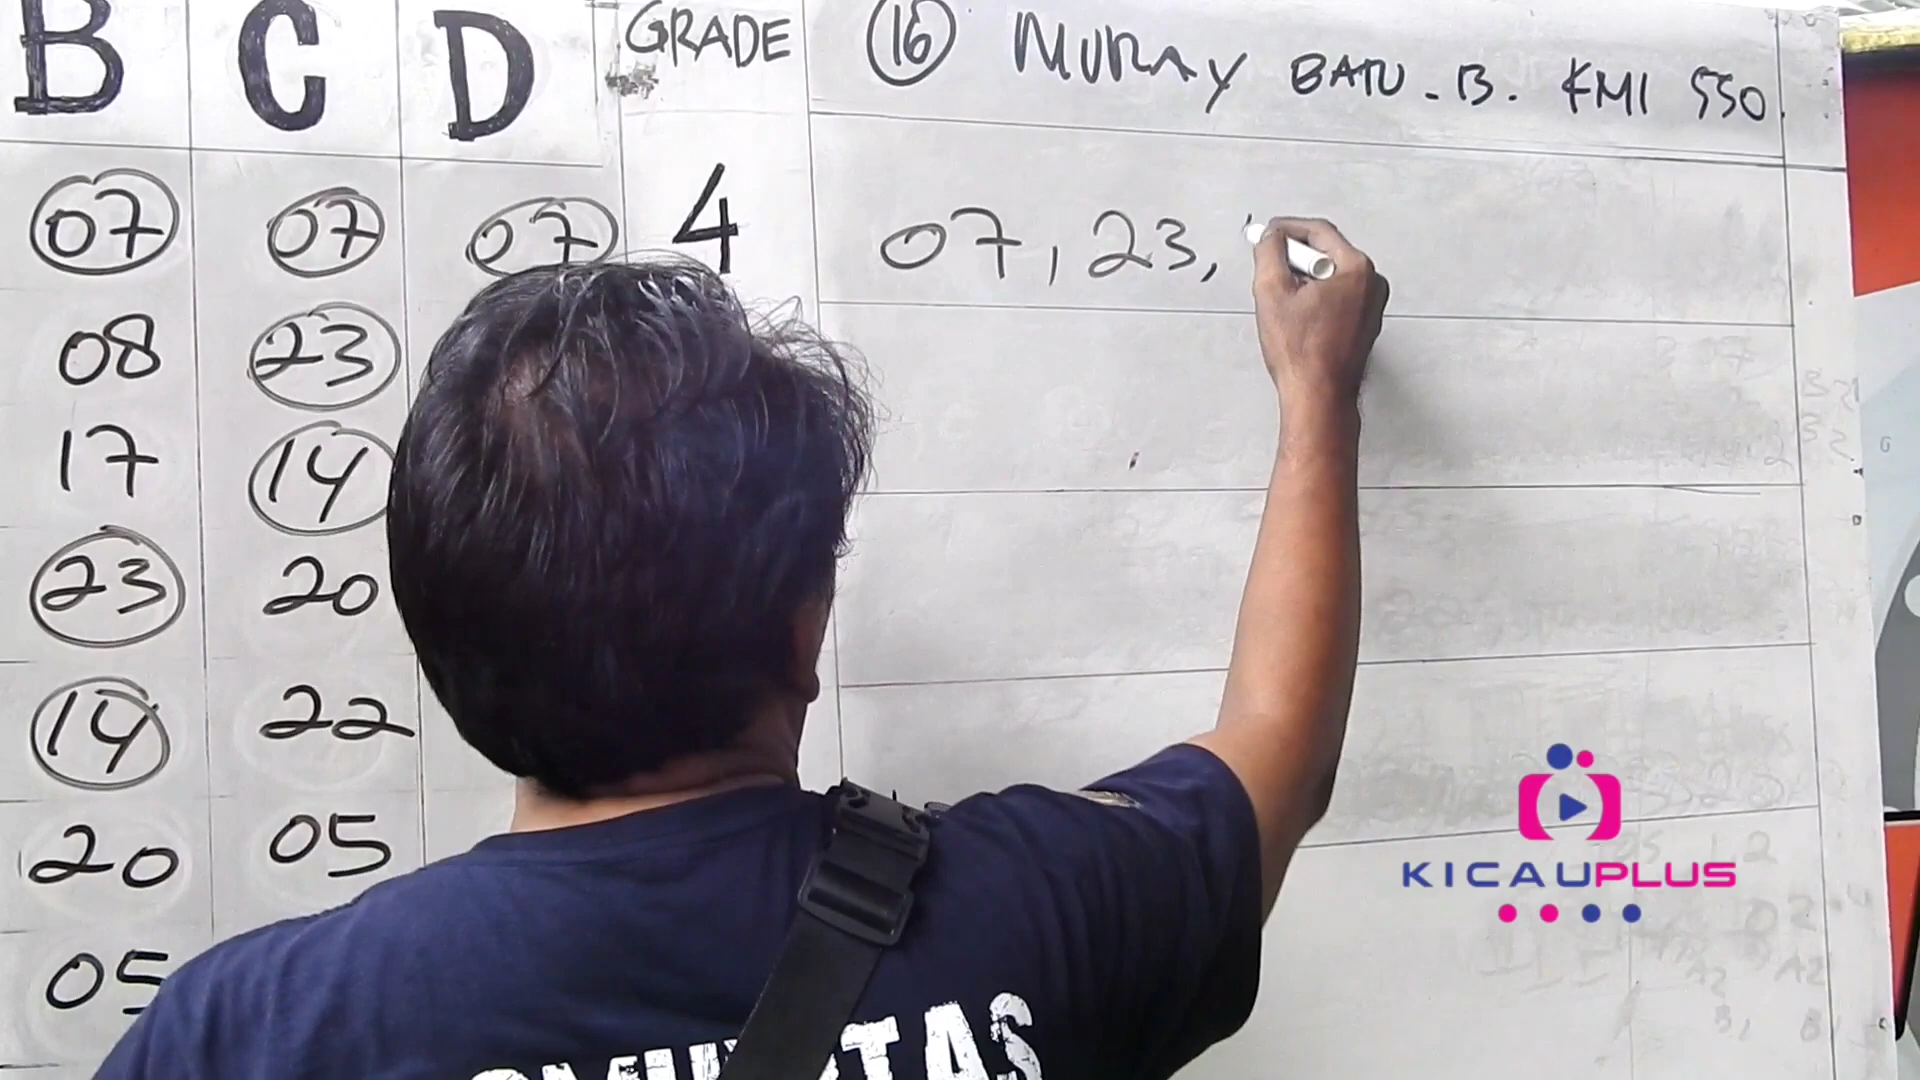 B C D GRADE
16 MURAY BATU - B. KMI 550.
07 07 07 4 07, 23,
08 23
17 14
23 20
14 22
20 05
05
KICAUPLUS